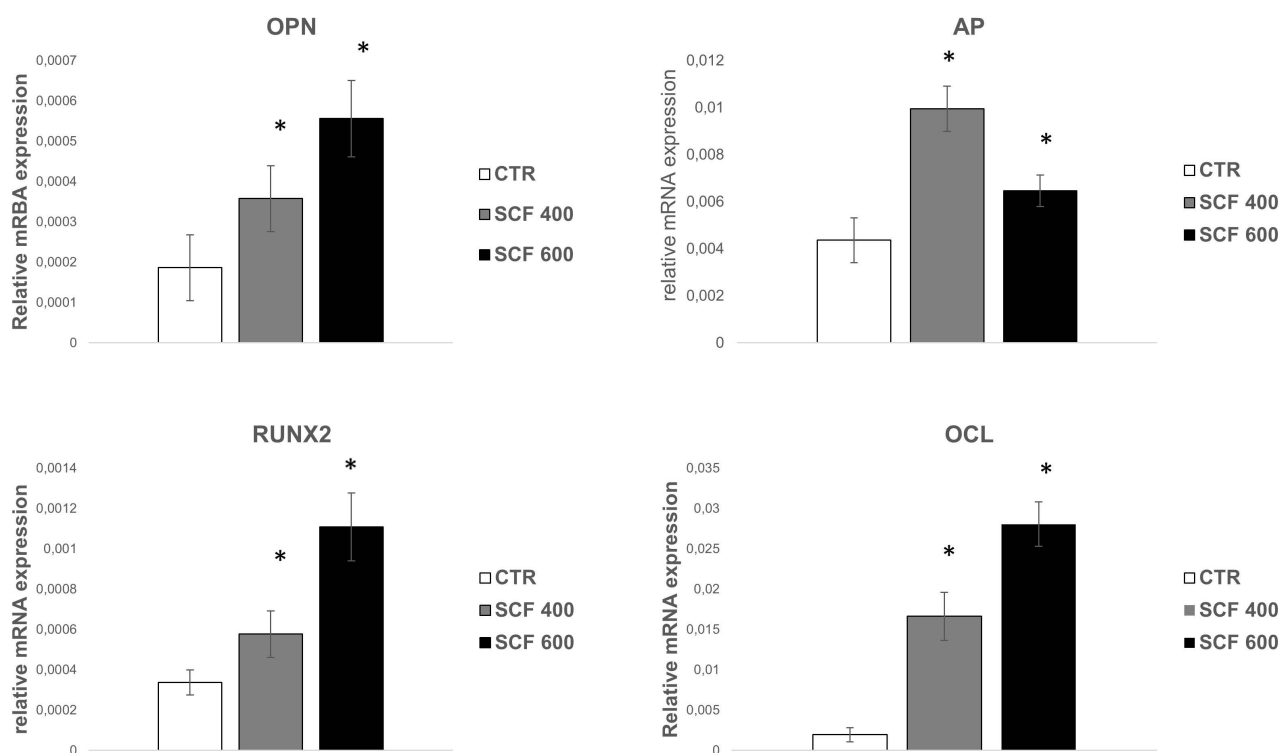 OPN
*
*
0,0007
0,0006
0,0005
0,0004
0,0003
0,0002
0,0001
0
Relative mRBA expression
CTR
SCF 400
SCF 600
AP
*
*
0,012
0,01
0,008
0,006
0,004
0,002
0
relative mRNA expression
CTR
SCF 400
SCF 600
RUNX2
*
*
0,0014
0,0012
0,001
0,0008
0,0006
0,0004
0,0002
0
relative mRNA expression
CTR
SCF 400
SCF 600
OCL
*
*
0,035
0,03
0,025
0,02
0,015
0,01
0,005
0
Relative mRNA expression
CTR
SCF 400
SCF 600